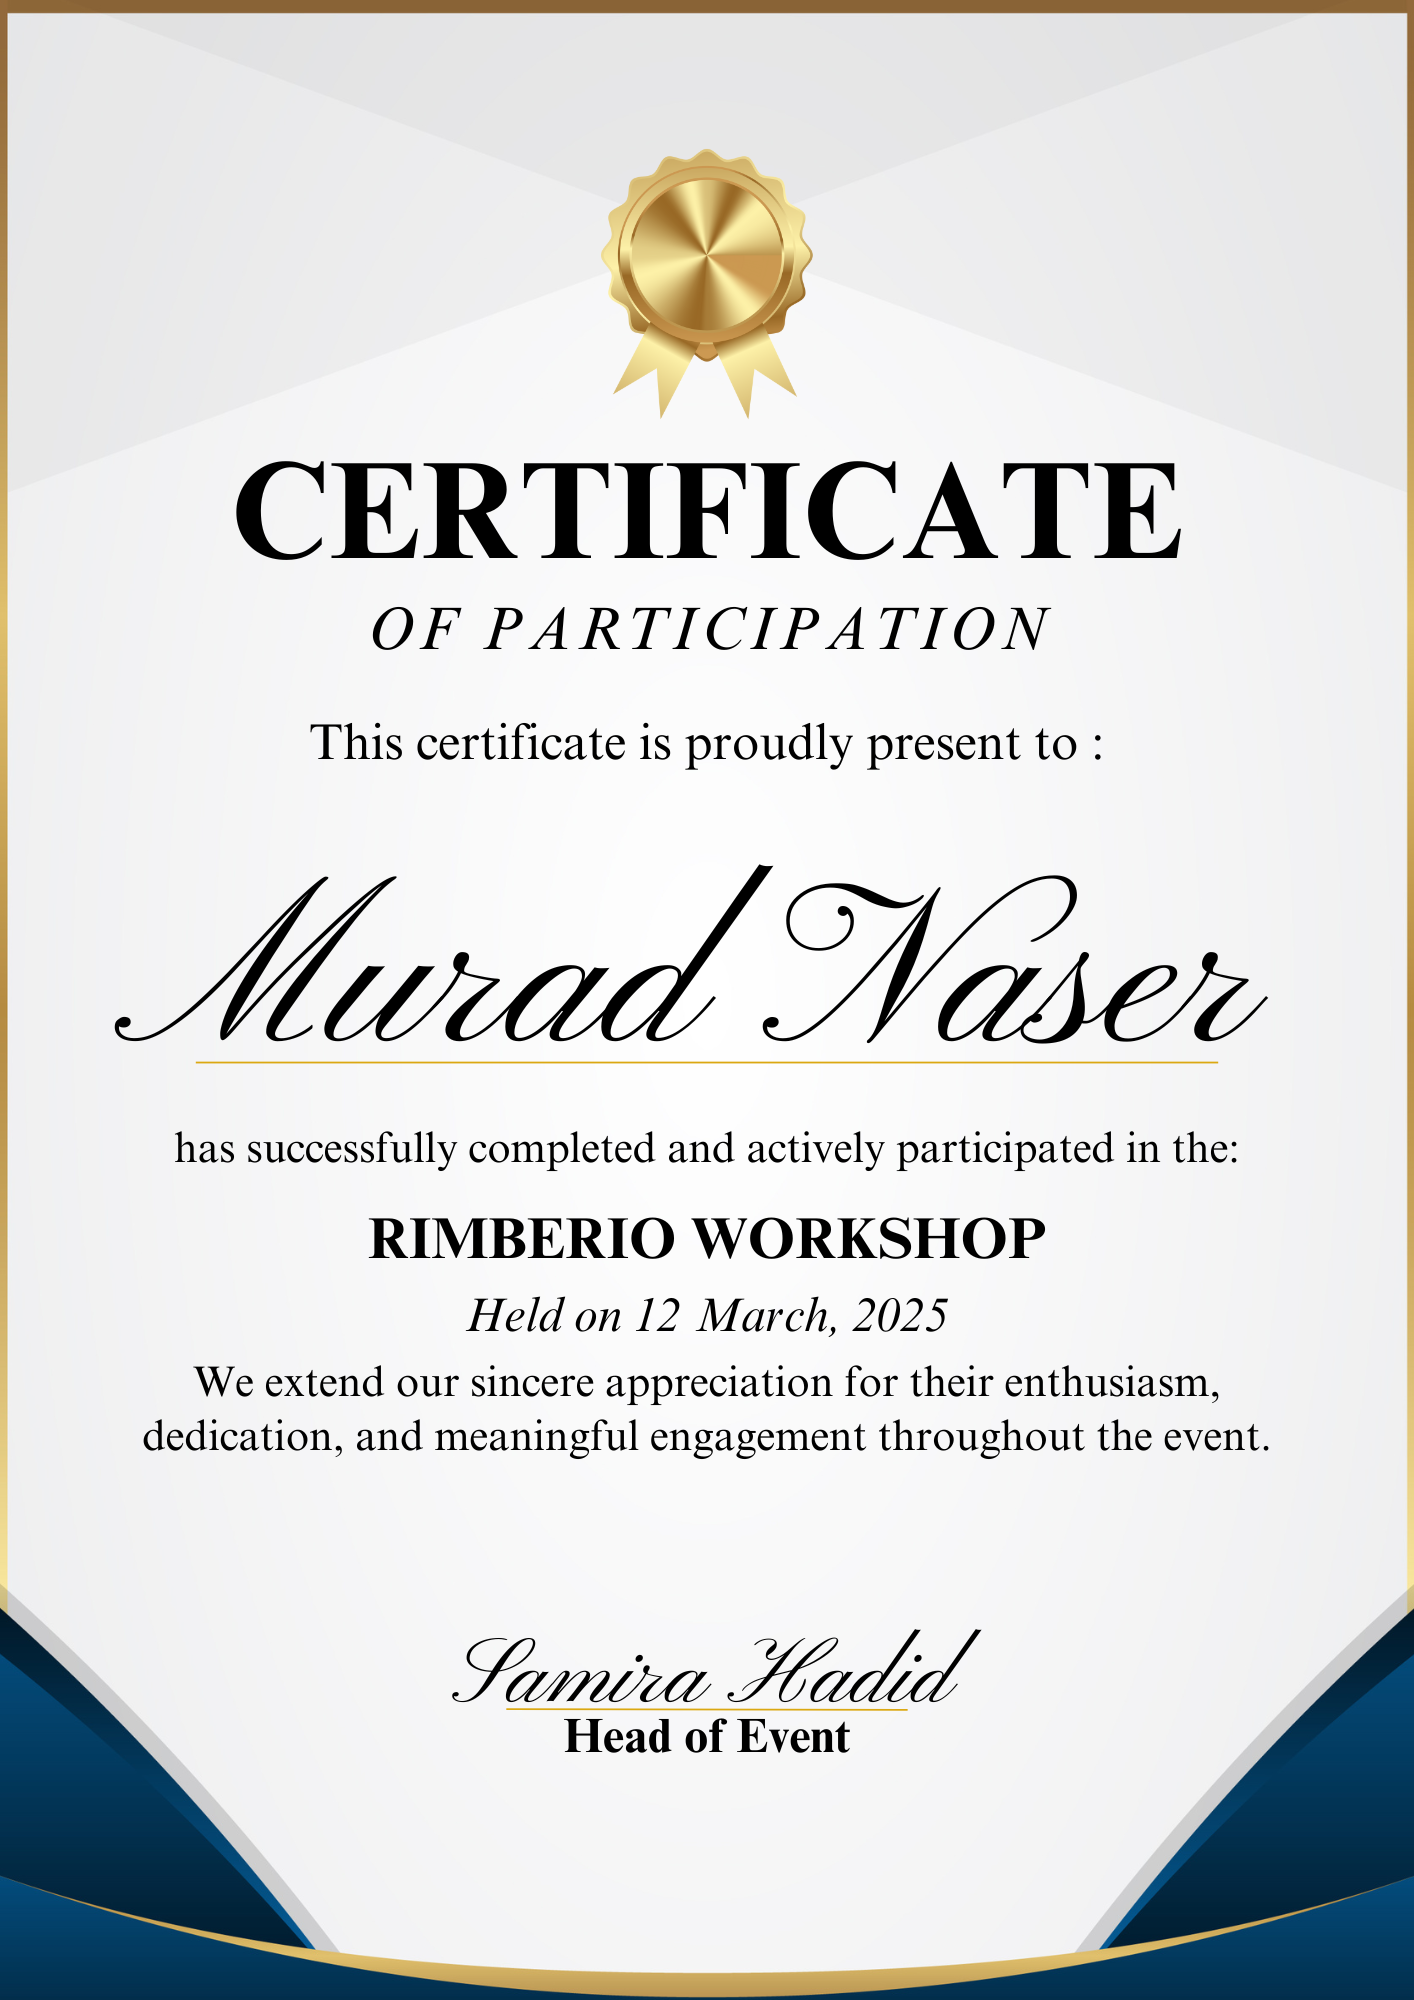 CERTIFICATE
OF PARTICIPATION
This certificate is proudly present to :
Murad Naser
has successfully completed and actively participated in the:
RIMBERIO WORKSHOP
Held on 12 March, 2025
We extend our sincere appreciation for their enthusiasm,
dedication, and meaningful engagement throughout the event.
Samira Hadid
Head of Event